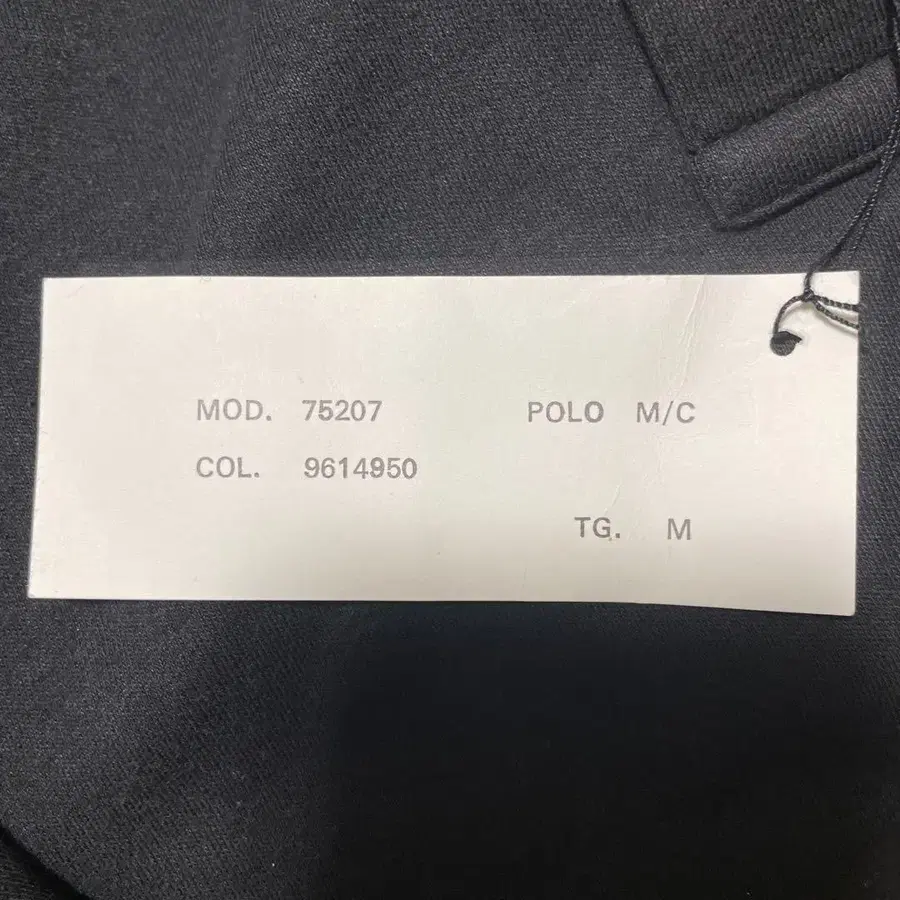 MOD. 75207 POLO M/C
COL. 9614950
TG. M